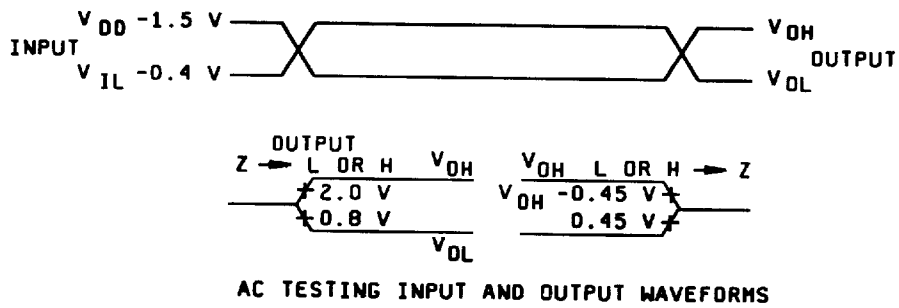 V DD -1.5 V
INPUT
V IL -0.4 V
V OH
OUTPUT
V OL
OUTPUT
Z → L OR H V OH
2.0 V
0.8 V
V OL
V OH L OR H → Z
V OH -0.45 V
0.45 V
AC TESTING INPUT AND OUTPUT WAVEFORMS